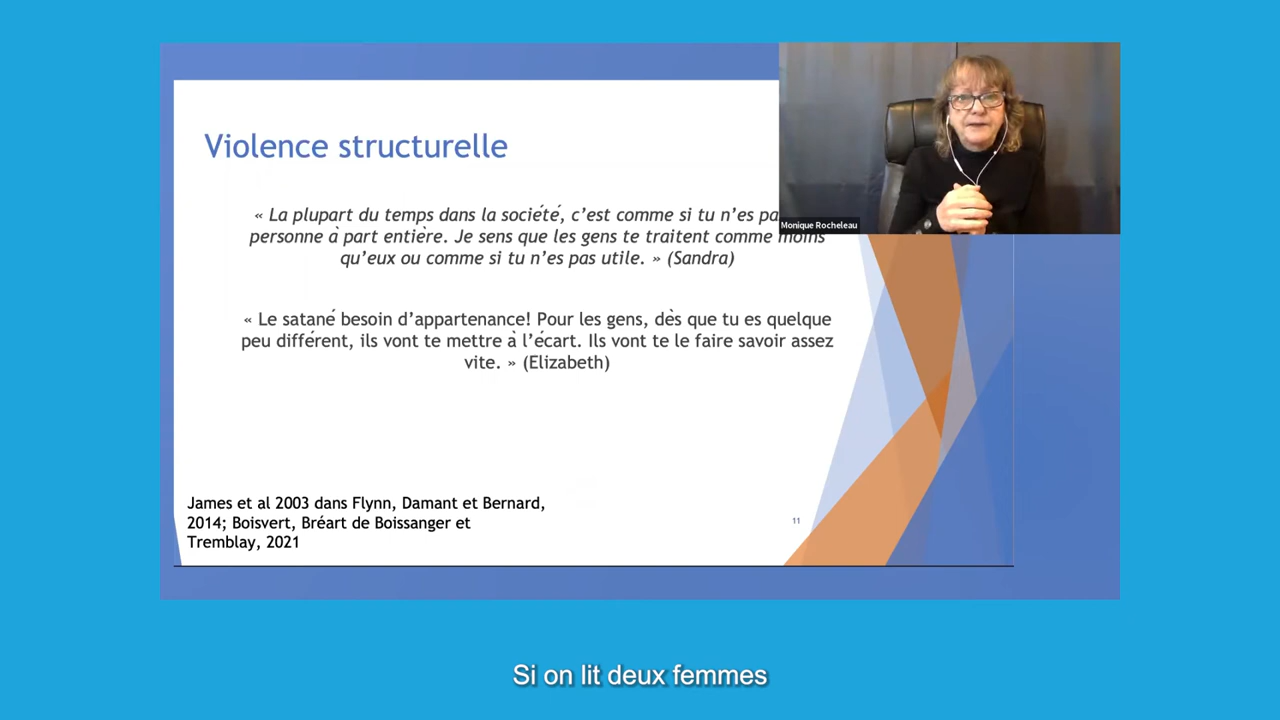 Violence structurelle
« La plupart du temps dans la société, c'est comme si tu n'es pa
personne à part entière. Je sens que les gens te traitent comme moins
qu'eux ou comme si tu n'es pas utile. » (Sandra)
« Le satané besoin d'appartenance! Pour les gens, dès que tu es quelque
peu différent, ils vont te mettre à l'écart. Ils vont te le faire savoir assez
vite. » (Elizabeth)
James et al 2003 dans Flynn, Damant et Bernard,
2014; Boisvert, Bréart de Boissanger et
Tremblay, 2021
11
Monique Rocheleau
Si on lit deux femmes